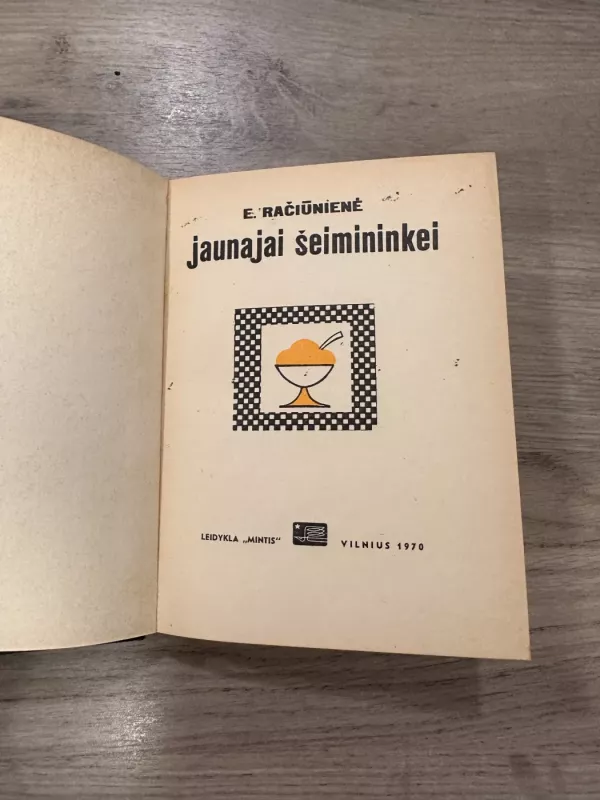 E. RAČIŪNIENĖ
jaunajai šeimininkei
LEIDYKLA „MINTIS“ VILNIUS 1970